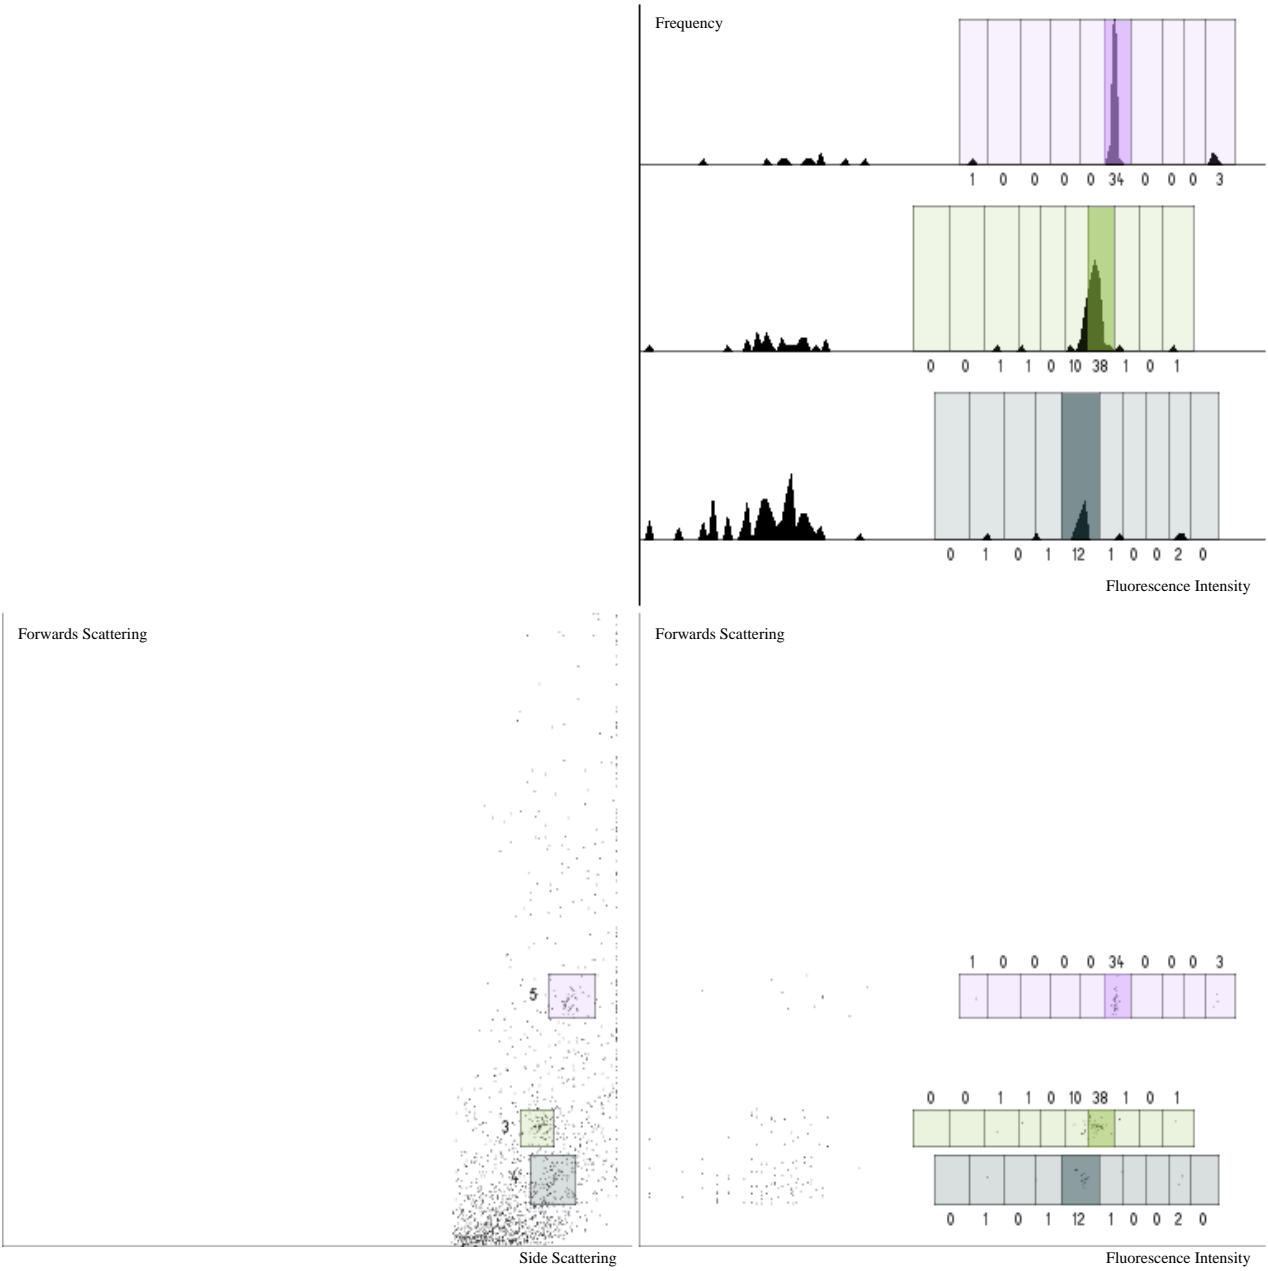 Frequency
1 0 0 0 0 34 0 0 0 3
0 0 1 1 0 10 38 1 0 1
0 1 0 1 12 1 0 0 2 0
Fluorescence Intensity
Forwards Scattering
Forwards Scattering
1 0 0 0 0 34 0 0 0 3
5
0 0 1 1 0 10 38 1 0 1
3
4
0 1 0 1 12 1 0 0 2 0
Side Scattering
Fluorescence Intensity